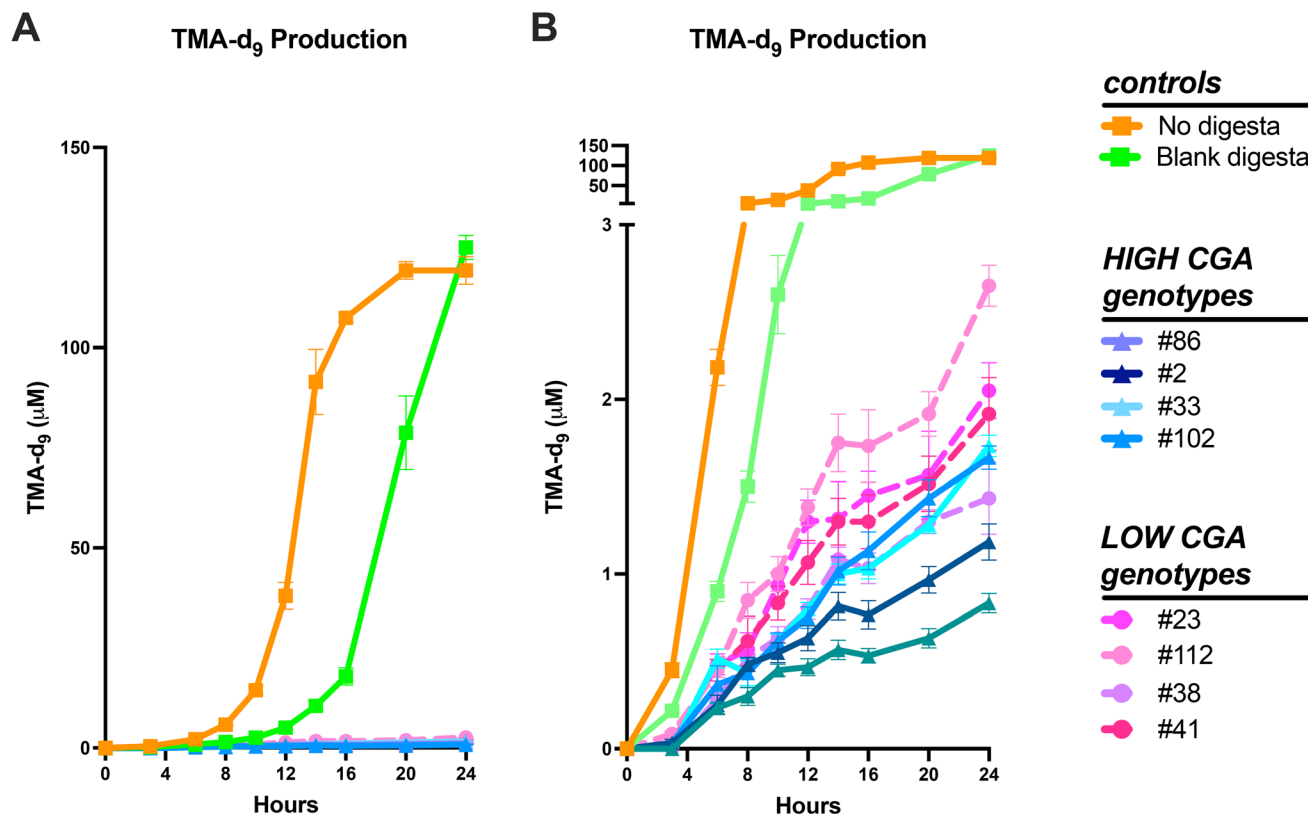 A
TMA-d9 Production
150
100
50
0
TMA-d9 (μM)
0 4 8 12 16 20 24
Hours
B
TMA-d9 Production
150
100
50
3
2
1
0
TMA-d9 (μM)
0 4 8 12 16 20 24
Hours
controls
No digesta
Blank digesta
HIGH CGA
genotypes
#86
#2
#33
#102
LOW CGA
genotypes
#23
#112
#38
#41